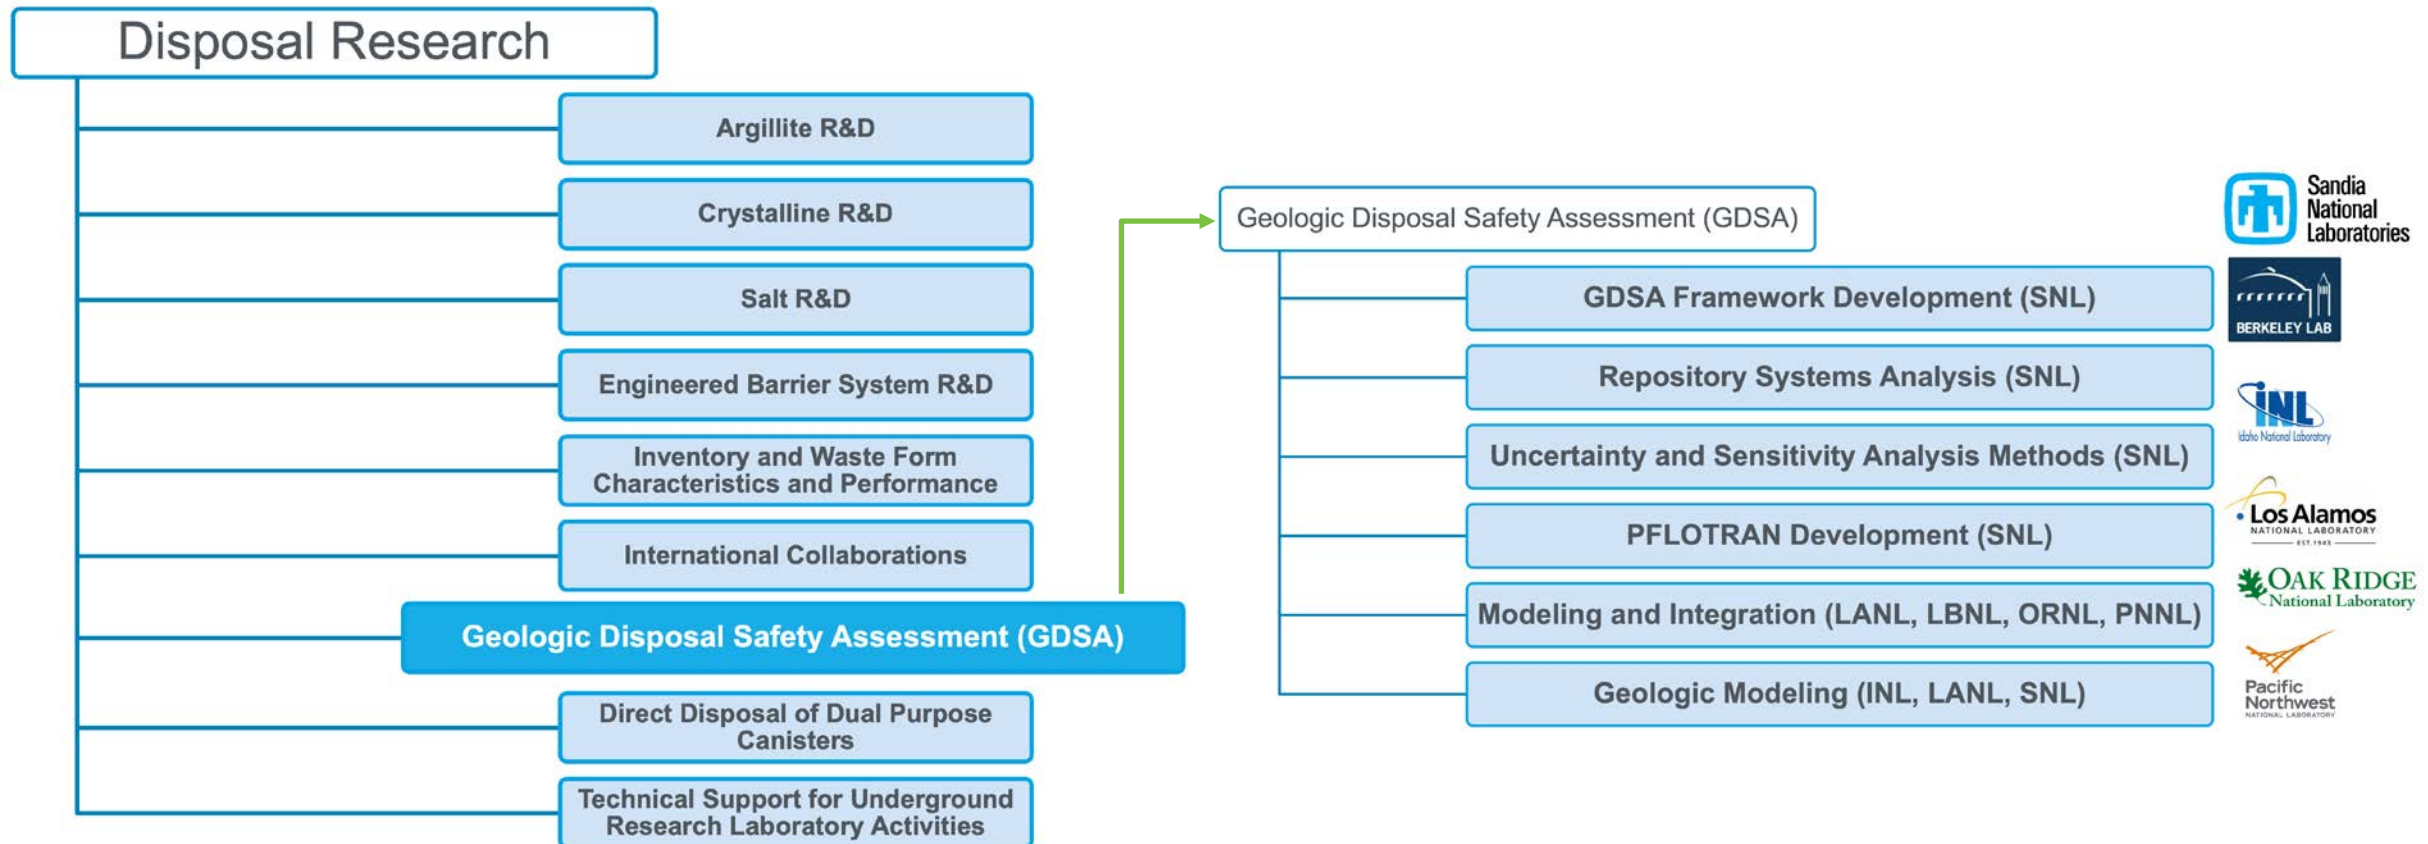 Disposal Research
Argillite R&D
Crystalline R&D
Salt R&D
Engineered Barrier System R&D
Inventory and Waste Form
Characteristics and Performance
International Collaborations
Geologic Disposal Safety Assessment (GDSA)
Direct Disposal of Dual Purpose
Canisters
Technical Support for Underground
Research Laboratory Activities
Geologic Disposal Safety Assessment (GDSA)
GDSA Framework Development (SNL)
Repository Systems Analysis (SNL)
Uncertainty and Sensitivity Analysis Methods (SNL)
PFLOTRAN Development (SNL)
Modeling and Integration (LANL, LBNL, ORNL, PNNL)
Geologic Modeling (INL, LANL, SNL)
Sandia
National
Laboratories
BERKELEY LAB
INL
Idaho National Laboratory
Los Alamos
NATIONAL LABORATORY
EST.1943
OAK RIDGE
National Laboratory
Pacific
Northwest
NATIONAL LABORATORY